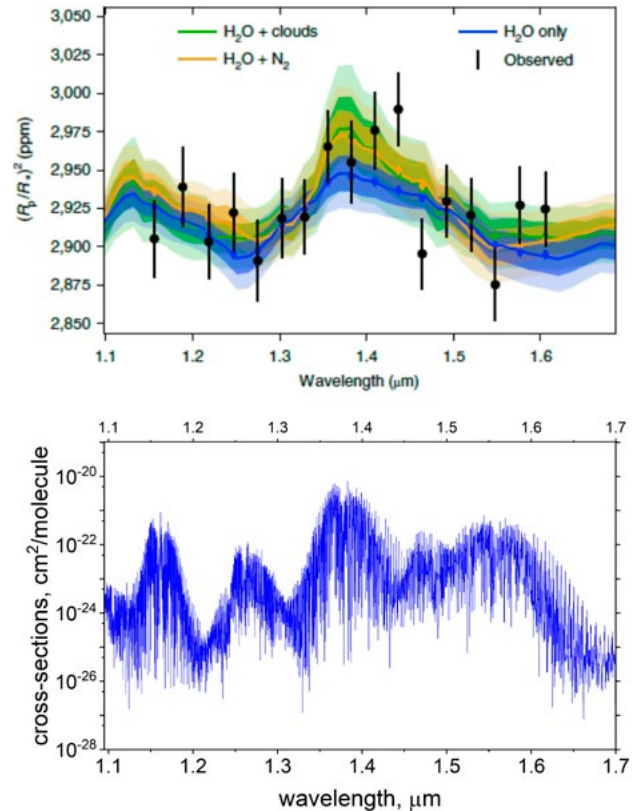 3,050
3,025
3,000
2,975
2,950
2,925
2,900
2,875
2,850
(Rp/R*)² (ppm)
H₂O + clouds
H₂O only
H₂O + N₂
Observed
1.1 1.2 1.3 1.4 1.5 1.6
Wavelength (μm)
1.1 1.2 1.3 1.4 1.5 1.6 1.7
10⁻²⁰
10⁻²²
10⁻²⁴
10⁻²⁶
10⁻²⁸
cross-sections, cm²/molecule
1.1 1.2 1.3 1.4 1.5 1.6 1.7
wavelength, μm